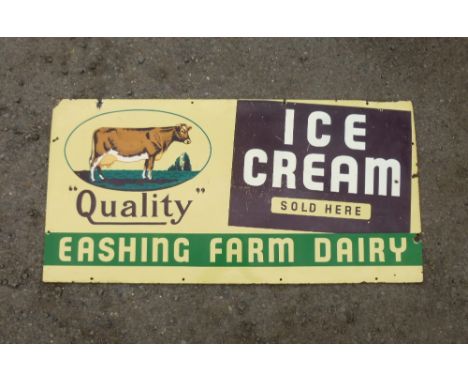 "Quality"
ICE
CREAM
SOLD HERE
EASHING FARM DAIRY